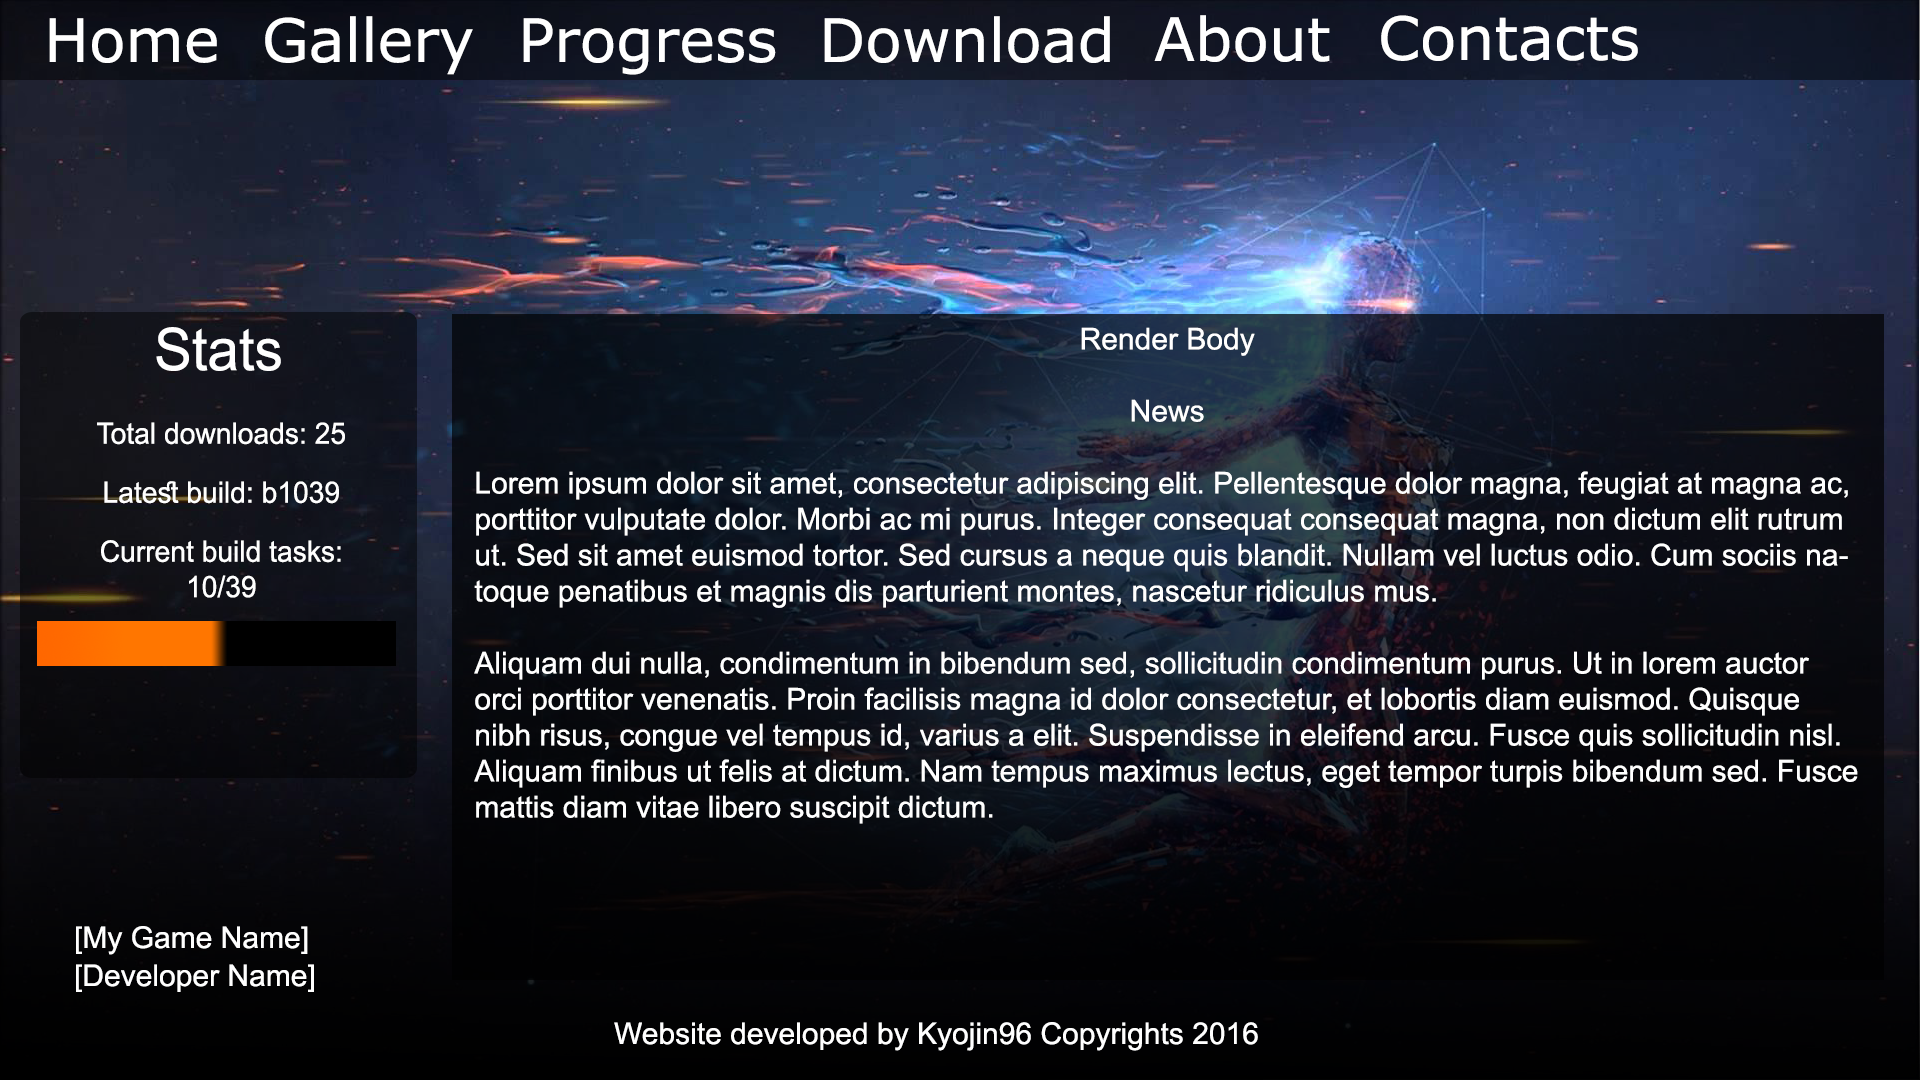 Home Gallery Progress Download About Contacts
Stats
Total downloads: 25
Latest build: b1039
Current build tasks:
10/39
Render Body
News
Lorem ipsum dolor sit amet, consectetur adipiscing elit. Pellentesque dolor magna, feugiat at magna ac,
porttitor vulputate dolor. Morbi ac mi purus. Integer consequat consequat magna, non dictum elit rutrum
ut. Sed sit amet euismod tortor. Sed cursus a neque quis blandit. Nullam vel luctus odio. Cum sociis na-
toque penatibus et magnis dis parturient montes, nascetur ridiculus mus.
Aliquam dui nulla, condimentum in bibendum sed, sollicitudin condimentum purus. Ut in lorem auctor
orci porttitor venenatis. Proin facilisis magna id dolor consectetur, et lobortis diam euismod. Quisque
nibh risus, congue vel tempus id, varius a elit. Suspendisse in eleifend arcu. Fusce quis sollicitudin nisl.
Aliquam finibus ut felis at dictum. Nam tempus maximus lectus, eget tempor turpis bibendum sed. Fusce
mattis diam vitae libero suscipit dictum.
[My Game Name]
[Developer Name]
Website developed by Kyojin96 Copyrights 2016